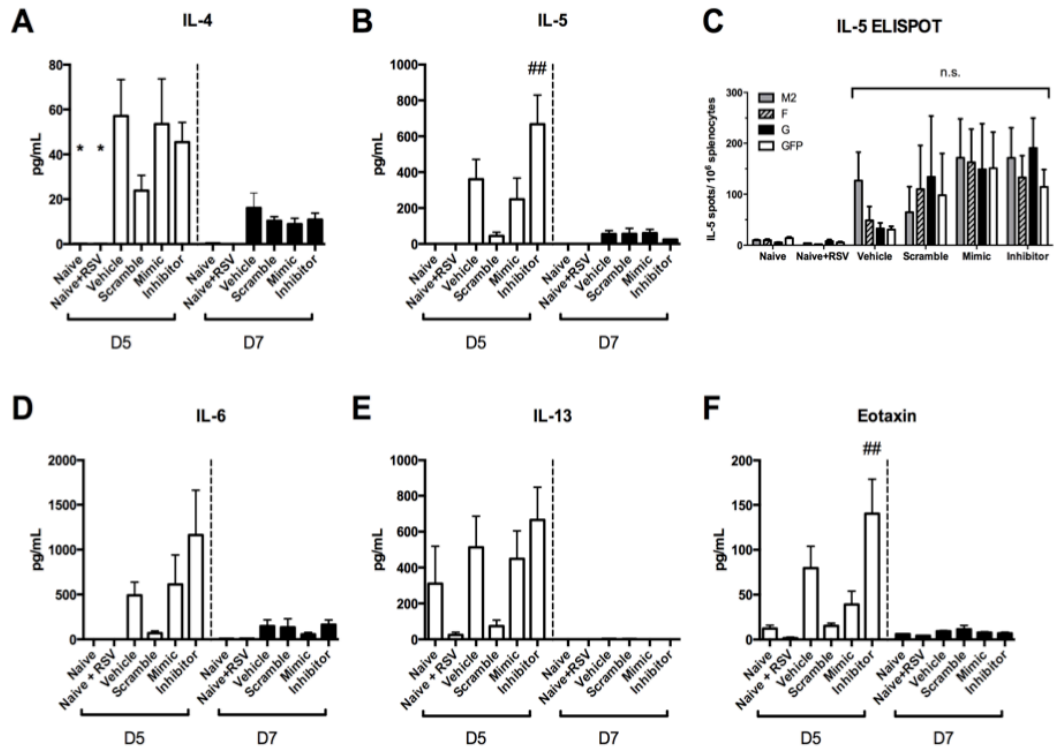 A
IL-4
80
60
40
20
0
pg/mL
*
*
Naive
Naive+RSV
Vehicle
Scramble
Mimic
Inhibitor
Naive
Naive+RSV
Vehicle
Scramble
Mimic
Inhibitor
D5
D7
B
IL-5
1000
800
600
400
200
0
pg/mL
##
Naive
Naive+RSV
Vehicle
Scramble
Mimic
Inhibitor
Naive
Naive+RSV
Vehicle
Scramble
Mimic
Inhibitor
D5
D7
C
IL-5 ELISPOT
n.s.
300
200
100
0
IL-5 spots/ 10⁶ splenocytes
M2
F
G
GFP
Naive
Naive+RSV
Vehicle
Scramble
Mimic
Inhibitor
D
IL-6
2000
1500
1000
500
0
pg/mL
Naive
Naive + RSV
Vehicle
Scramble
Mimic
Inhibitor
Naive
Naive+RSV
Vehicle
Scramble
Mimic
Inhibitor
D5
D7
E
IL-13
1000
800
600
400
200
0
pg/mL
Naive
Naive + RSV
Vehicle
Scramble
Mimic
Inhibitor
Naive
Naive+RSV
Vehicle
Scramble
Mimic
Inhibitor
D5
D7
F
Eotaxin
200
150
100
50
0
pg/mL
##
Naive
Naive + RSV
Vehicle
Scramble
Mimic
Inhibitor
Naive
Naive+RSV
Vehicle
Scramble
Mimic
Inhibitor
D5
D7